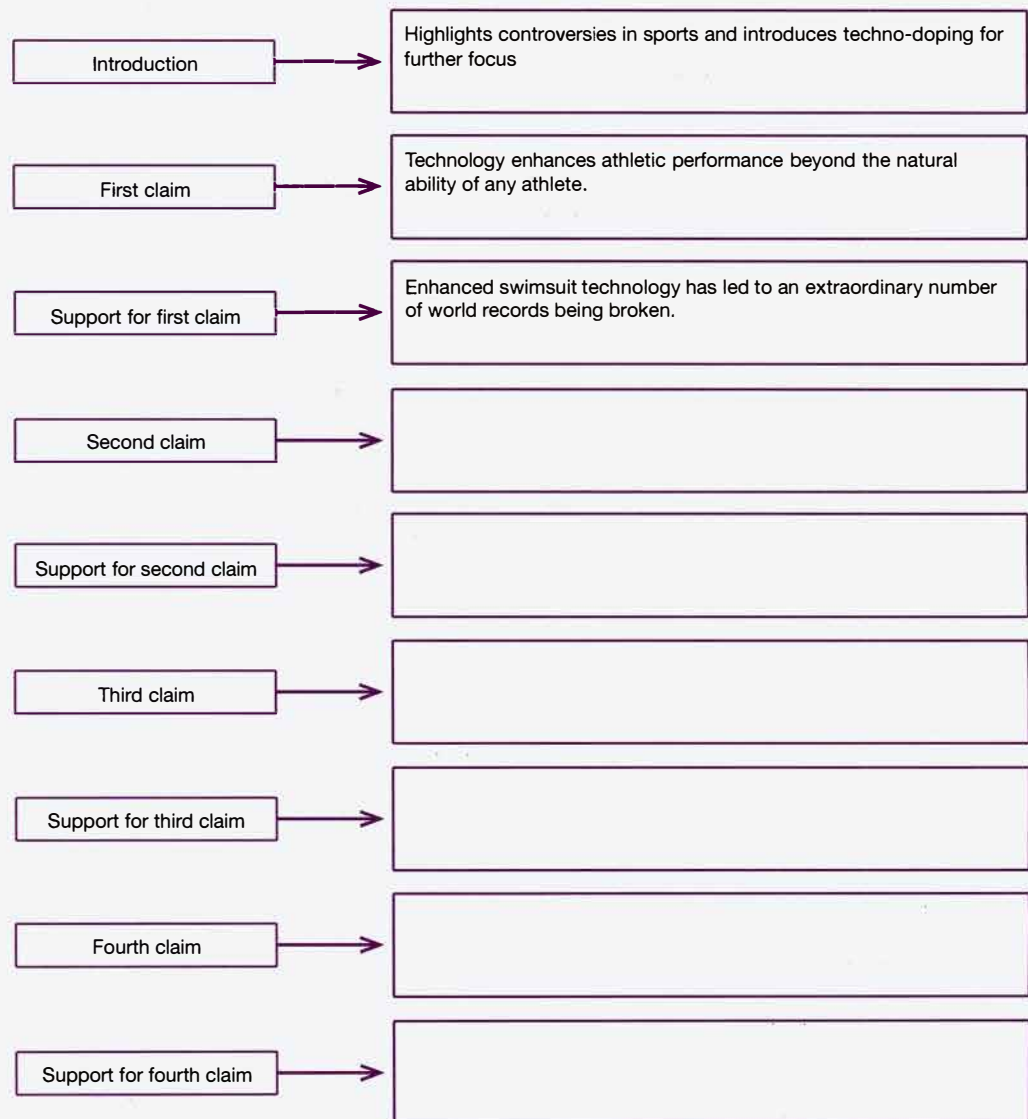 Introduction
Highlights controversies in sports and introduces techno-doping for
further focus
First claim
Technology enhances athletic performance beyond the natural
ability of any athlete.
Support for first claim
Enhanced swimsuit technology has led to an extraordinary number
of world records being broken.
Second claim
Support for second claim
Third claim
Support for third claim
Fourth claim
Support for fourth claim